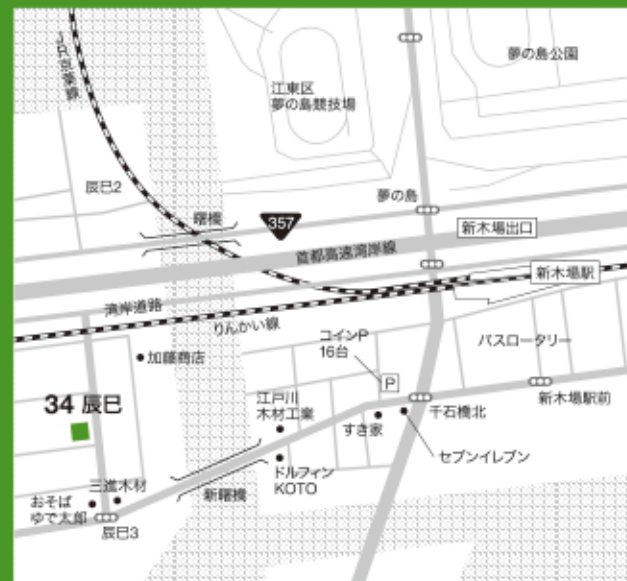 JR京葉線
江東区
夢の島競技場
夢の島公園
辰巳2
夢の島
曙橋
357
新木場出口
首都高速湾岸線
新木場駅
湾岸道路
りんかい線
コインP
16台
バスロータリー
加藤商店
P
34 辰巳
江戸川
木材工業
新木場駅前
千石橋北
すき家
セブンイレブン
ドルフィン
KOTO
三進木材
新曙橋
おそば
ゆで太郎
辰巳3